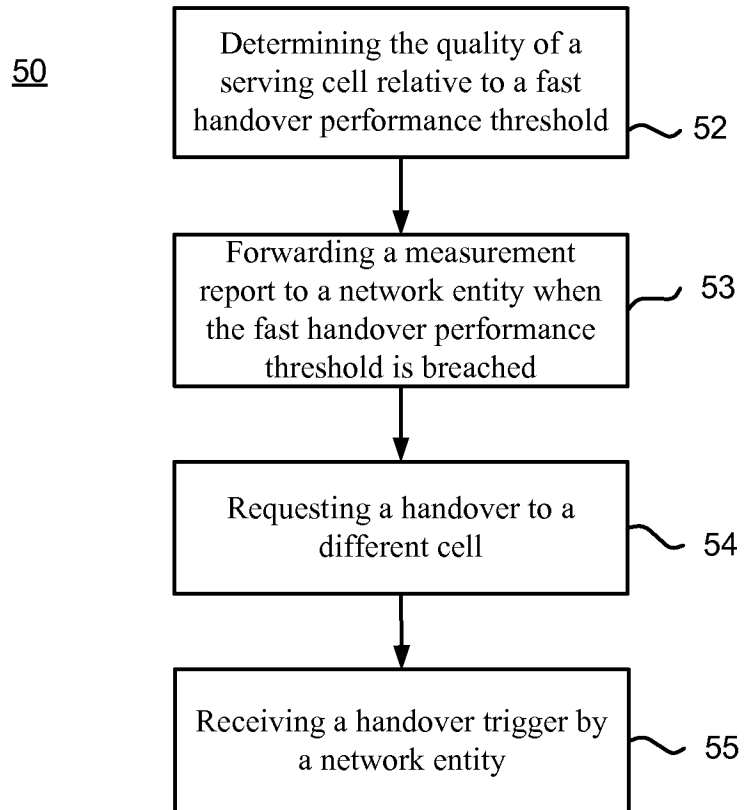 50
Determining the quality of a
serving cell relative to a fast
handover performance threshold
52
Forwarding a measurement
report to a network entity when
the fast handover performance
threshold is breached
53
Requesting a handover to a
different cell
54
Receiving a handover trigger by
a network entity
55